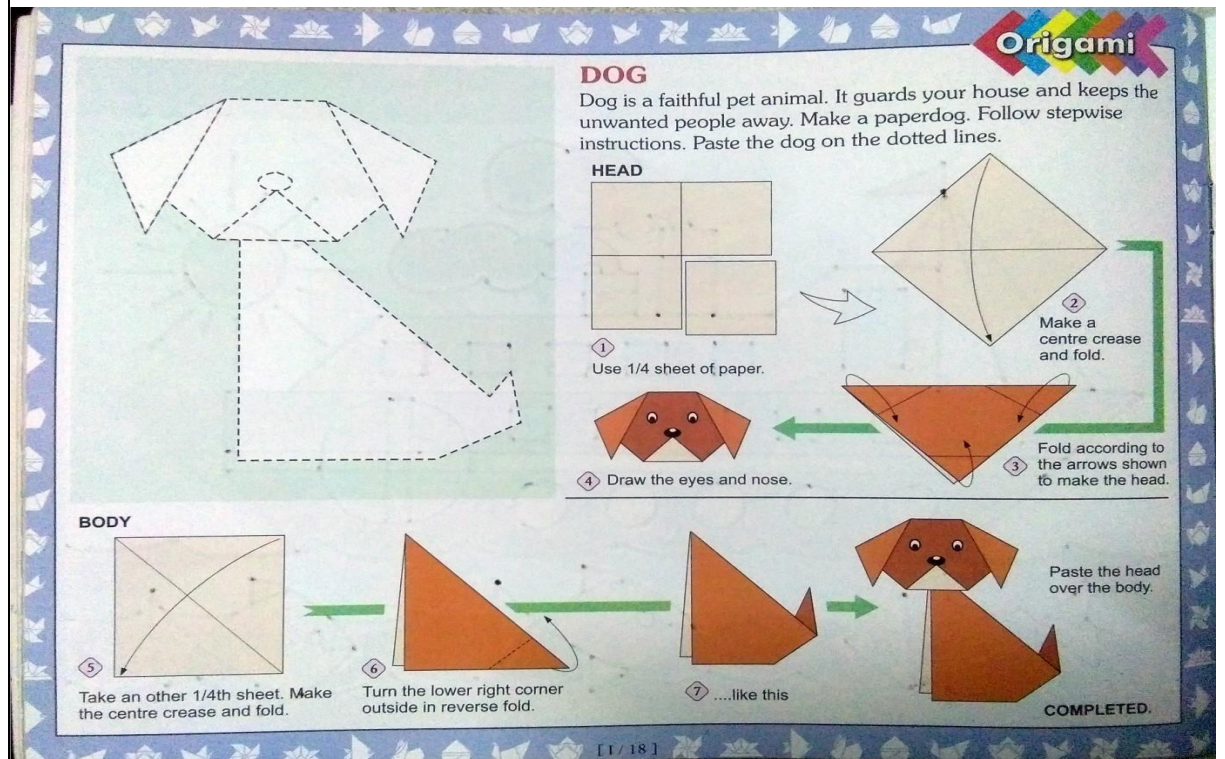 Origami
DOG
Dog is a faithful pet animal. It guards your house and keeps the
unwanted people away. Make a paperdog. Follow stepwise
instructions. Paste the dog on the dotted lines.
HEAD
1
Use 1/4 sheet of paper.
2
Make a
centre crease
and fold.
3
Fold according to
the arrows shown
to make the head.
4 Draw the eyes and nose.
BODY
5
Take an other 1/4th sheet. Make
the centre crease and fold.
6
Turn the lower right corner
outside in reverse fold.
7 ....like this
Paste the head
over the body.
COMPLETED.
[ I / 18 ]